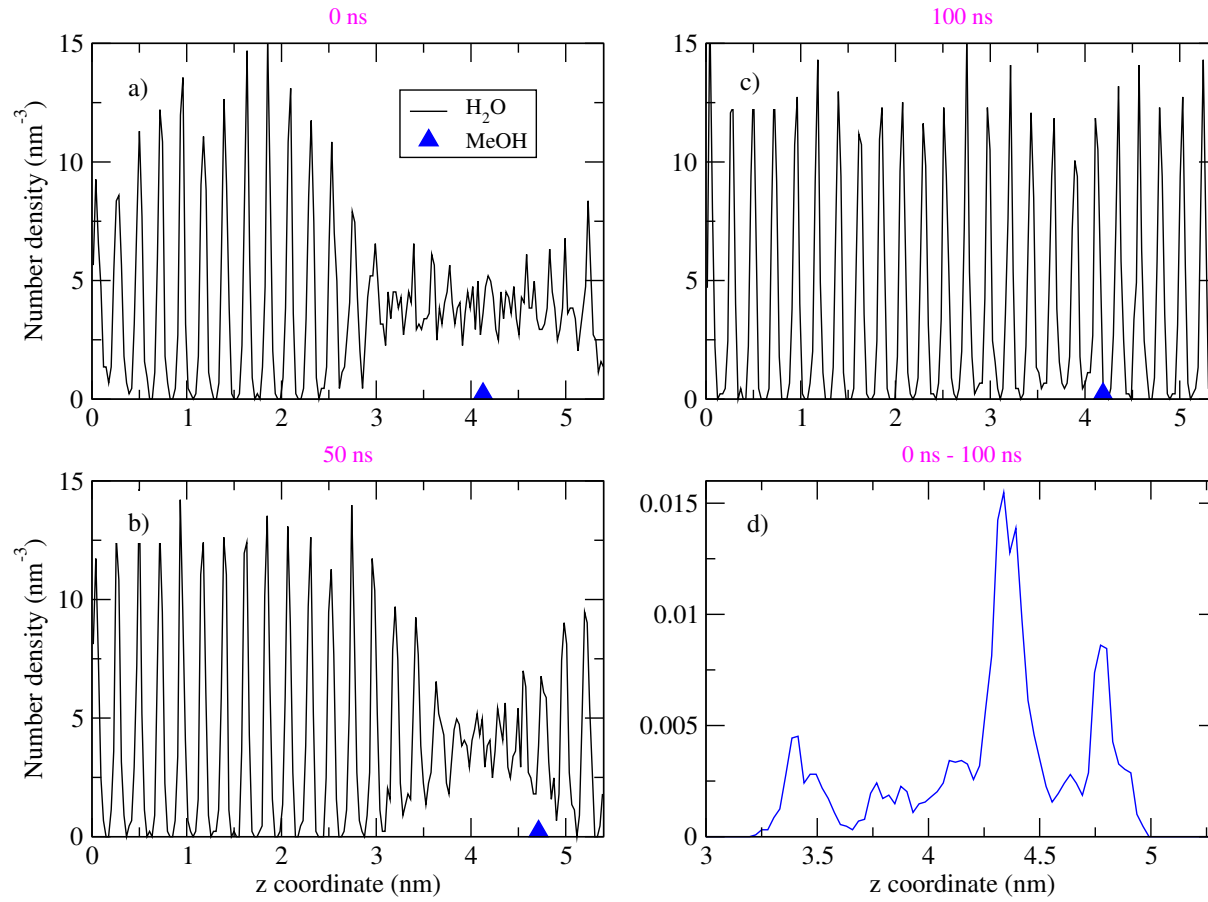 0 ns
100 ns
15
10
5
0
Number density (nm⁻³)
a)
H₂O
MeOH
0 1 2 3 4 5
15
10
5
0
c)
0 1 2 3 4 5
50 ns
0 ns - 100 ns
15
10
5
0
Number density (nm⁻³)
b)
0 1 2 3 4 5
z coordinate (nm)
0.015
0.01
0.005
0
d)
3 3.5 4 4.5 5
z coordinate (nm)